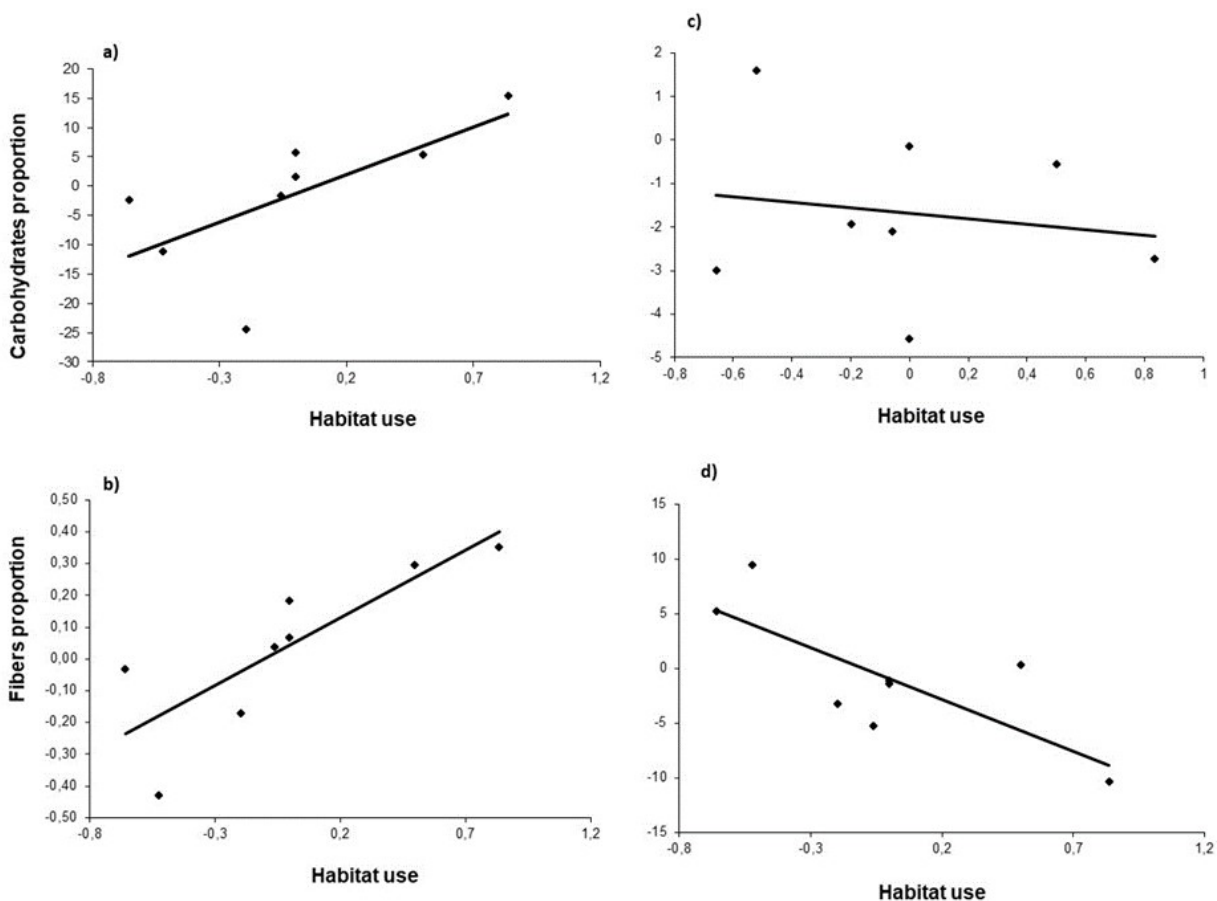 a)
20
15
10
5
0
-5
-10
-15
-20
-25
-30
-0,8 -0,3 0,2 0,7 1,2
Carbohydrates proportion
Habitat use
c)
2
1
0
-1
-2
-3
-4
-5
-0,8 -0,6 -0,4 -0,2 0 0,2 0,4 0,6 0,8 1
Habitat use
b)
0,50
0,40
0,30
0,20
0,10
0,00
-0,10
-0,20
-0,30
-0,40
-0,50
-0,8 -0,3 0,2 0,7 1,2
Fibers proportion
Habitat use
d)
15
10
5
0
-5
-10
-15
-0,8 -0,3 0,2 0,7 1,2
Habitat use